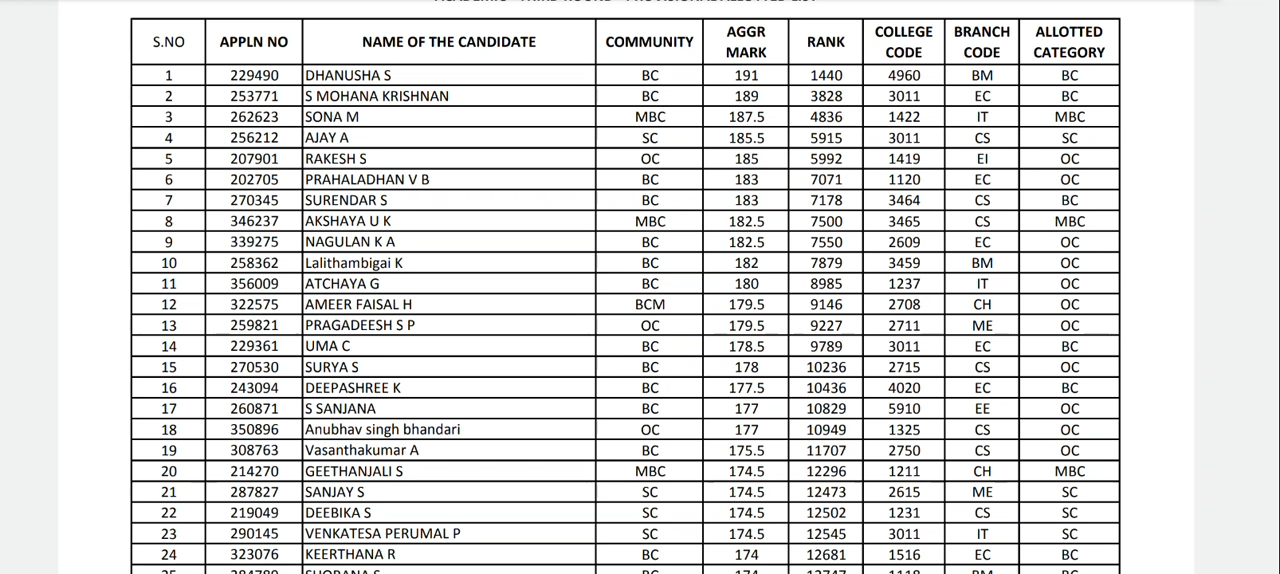 ACADEMIC - THIRD ROUND - PROVISIONAL ALLOTTED LIST
S.NO APPLN NO NAME OF THE CANDIDATE COMMUNITY AGGR MARK RANK COLLEGE CODE BRANCH CODE ALLOTTED CATEGORY
1 229490 DHANUSHA S BC 191 1440 4960 BM BC
2 253771 S MOHANA KRISHNAN BC 189 3828 3011 EC BC
3 262623 SONA M MBC 187.5 4836 1422 IT MBC
4 256212 AJAY A SC 185.5 5915 3011 CS SC
5 207901 RAKESH S OC 185 5992 1419 EI OC
6 202705 PRAHALADHAN V B BC 183 7071 1120 EC OC
7 270345 SURENDAR S BC 183 7178 3464 CS BC
8 346237 AKSHAYA U K MBC 182.5 7500 3465 CS MBC
9 339275 NAGULAN K A BC 182.5 7550 2609 EC OC
10 258362 Lalithambigai K BC 182 7879 3459 BM OC
11 356009 ATCHAYA G BC 180 8985 1237 IT OC
12 322575 AMEER FAISAL H BCM 179.5 9146 2708 CH OC
13 259821 PRAGADEESH S P OC 179.5 9227 2711 ME OC
14 229361 UMA C BC 178.5 9789 3011 EC BC
15 270530 SURYA S BC 178 10236 2715 CS OC
16 243094 DEEPASHREE K BC 177.5 10436 4020 EC BC
17 260871 S SANJANA BC 177 10829 5910 EE OC
18 350896 Anubhav singh bhandari OC 177 10949 1325 CS OC
19 308763 Vasanthakumar A BC 175.5 11707 2750 CS OC
20 214270 GEETHANJALI S MBC 174.5 12296 1211 CH MBC
21 287827 SANJAY S SC 174.5 12473 2615 ME SC
22 219049 DEEBIKA S SC 174.5 12502 1231 CS SC
23 290145 VENKATESA PERUMAL P SC 174.5 12545 3011 IT SC
24 323076 KEERTHANA R BC 174 12681 1516 EC BC